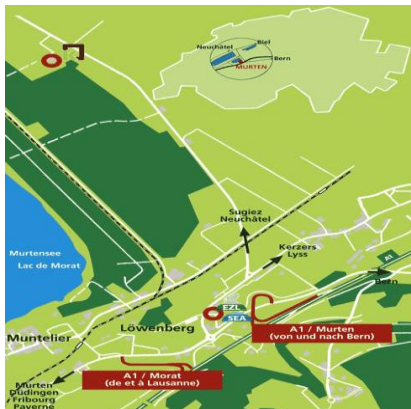 Neuchâtel
Biel
Bern
MURTEN
Sugiez
Neuchâtel
Kerzers
Lyss
Murtensee
Lac de Morat
A1
Bern
EZL
SEA
Löwenberg
A1 / Murten
(von und nach Bern)
Muntelier
A1 / Morat
(de et à Lausanne)
Murten
Düdingen
Fribourg
Payerne